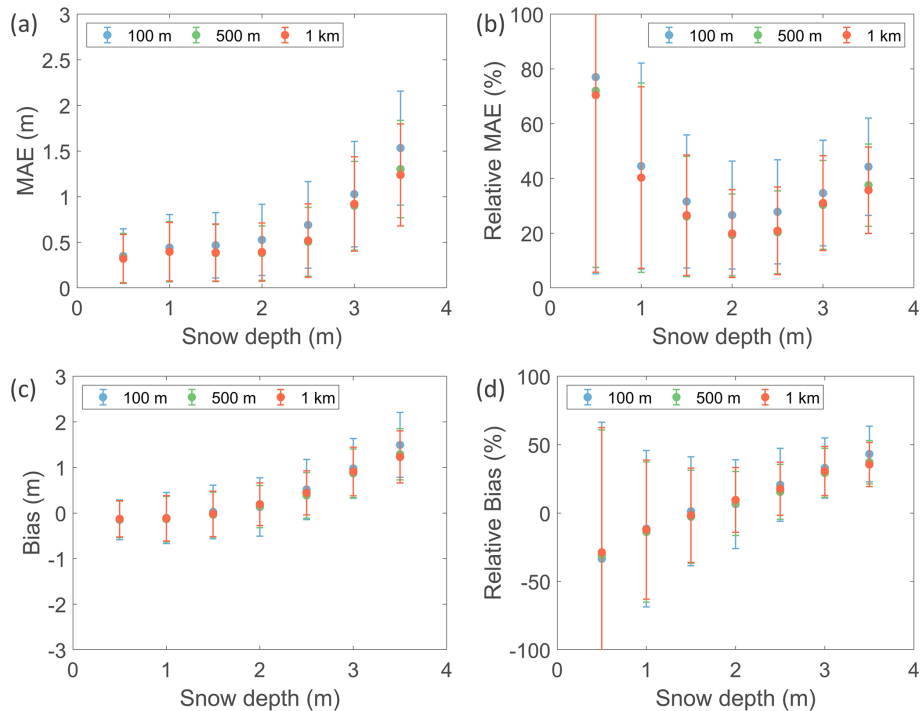 (a)
3
2.5
2
1.5
1
0.5
0
MAE (m)
100 m 500 m 1 km
0 1 2 3 4
Snow depth (m)
(b)
100
80
60
40
20
0
Relative MAE (%)
100 m 500 m 1 km
0 1 2 3 4
Snow depth (m)
(c)
3
2
1
0
-1
-2
-3
Bias (m)
100 m 500 m 1 km
0 1 2 3 4
Snow depth (m)
(d)
100
50
0
-50
-100
Relative Bias (%)
100 m 500 m 1 km
0 1 2 3 4
Snow depth (m)